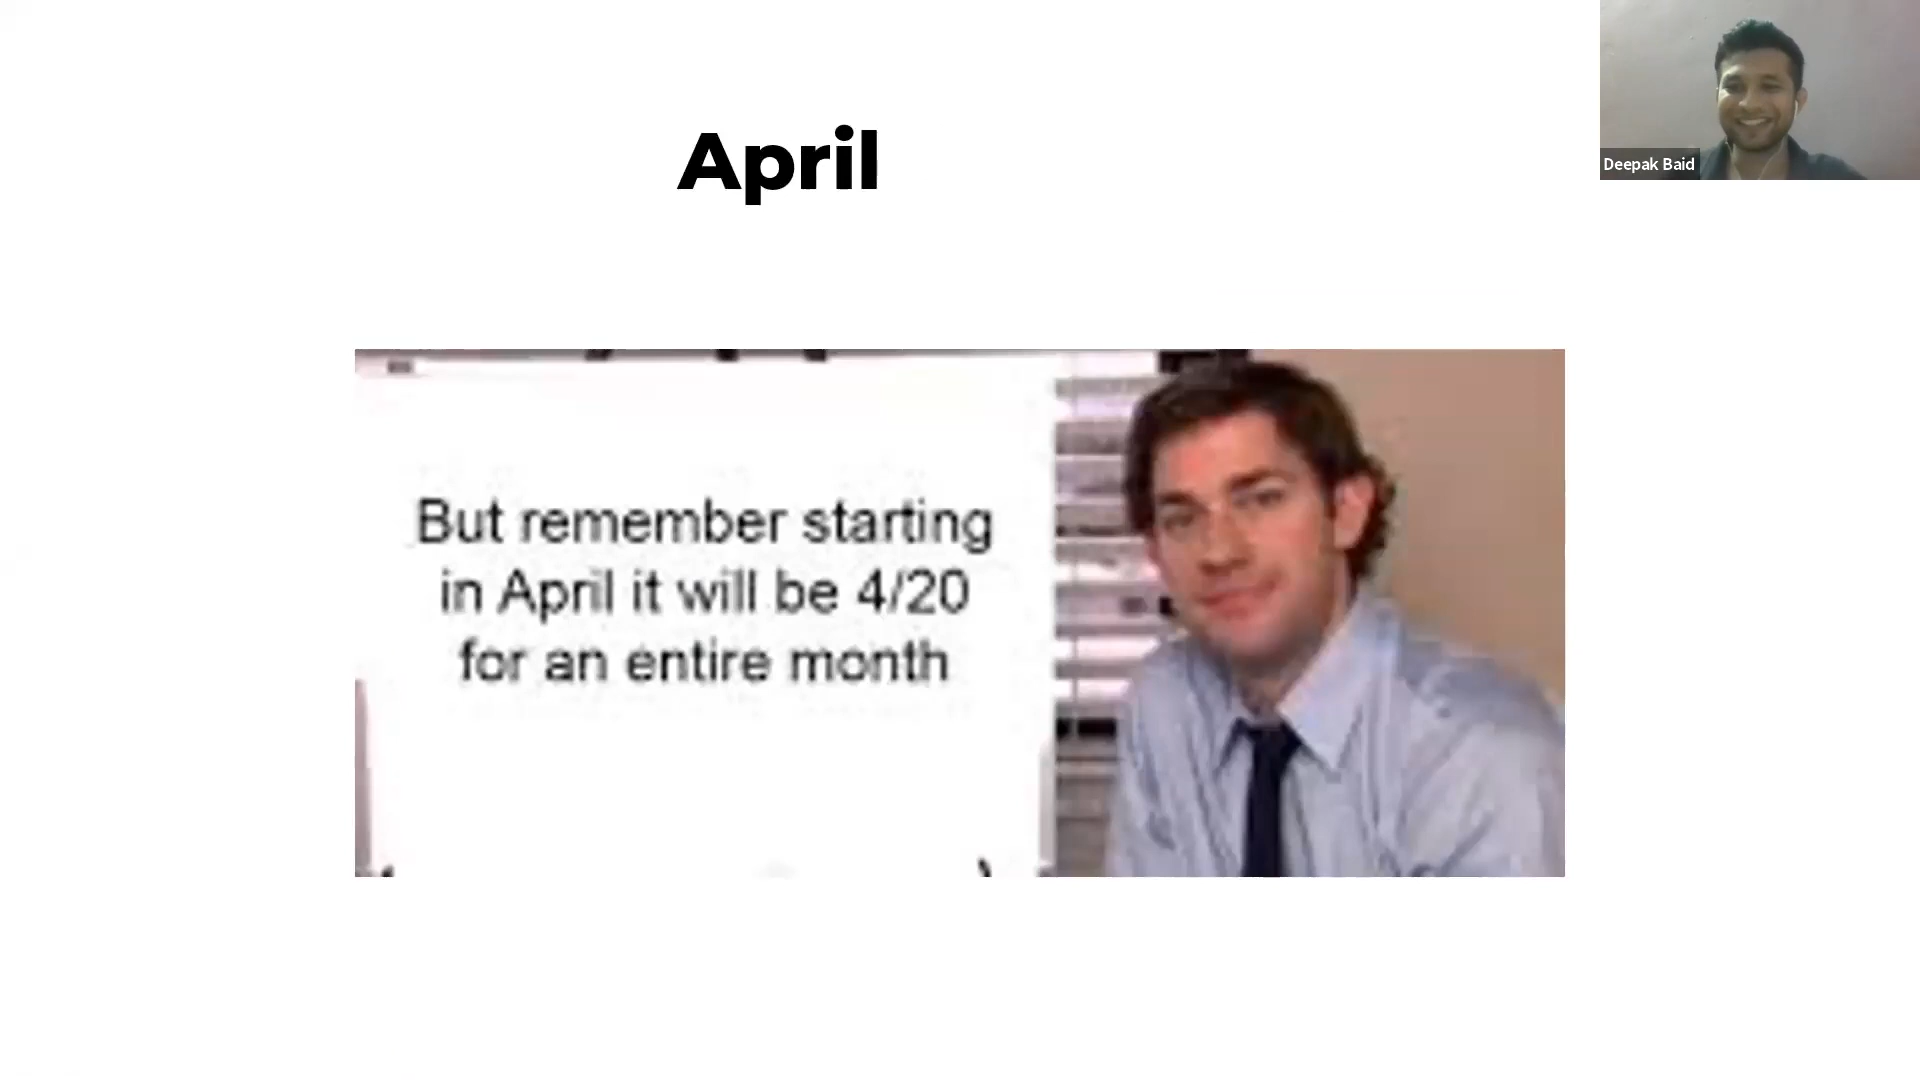 April
Deepak Baid
But remember starting
in April it will be 4/20
for an entire month